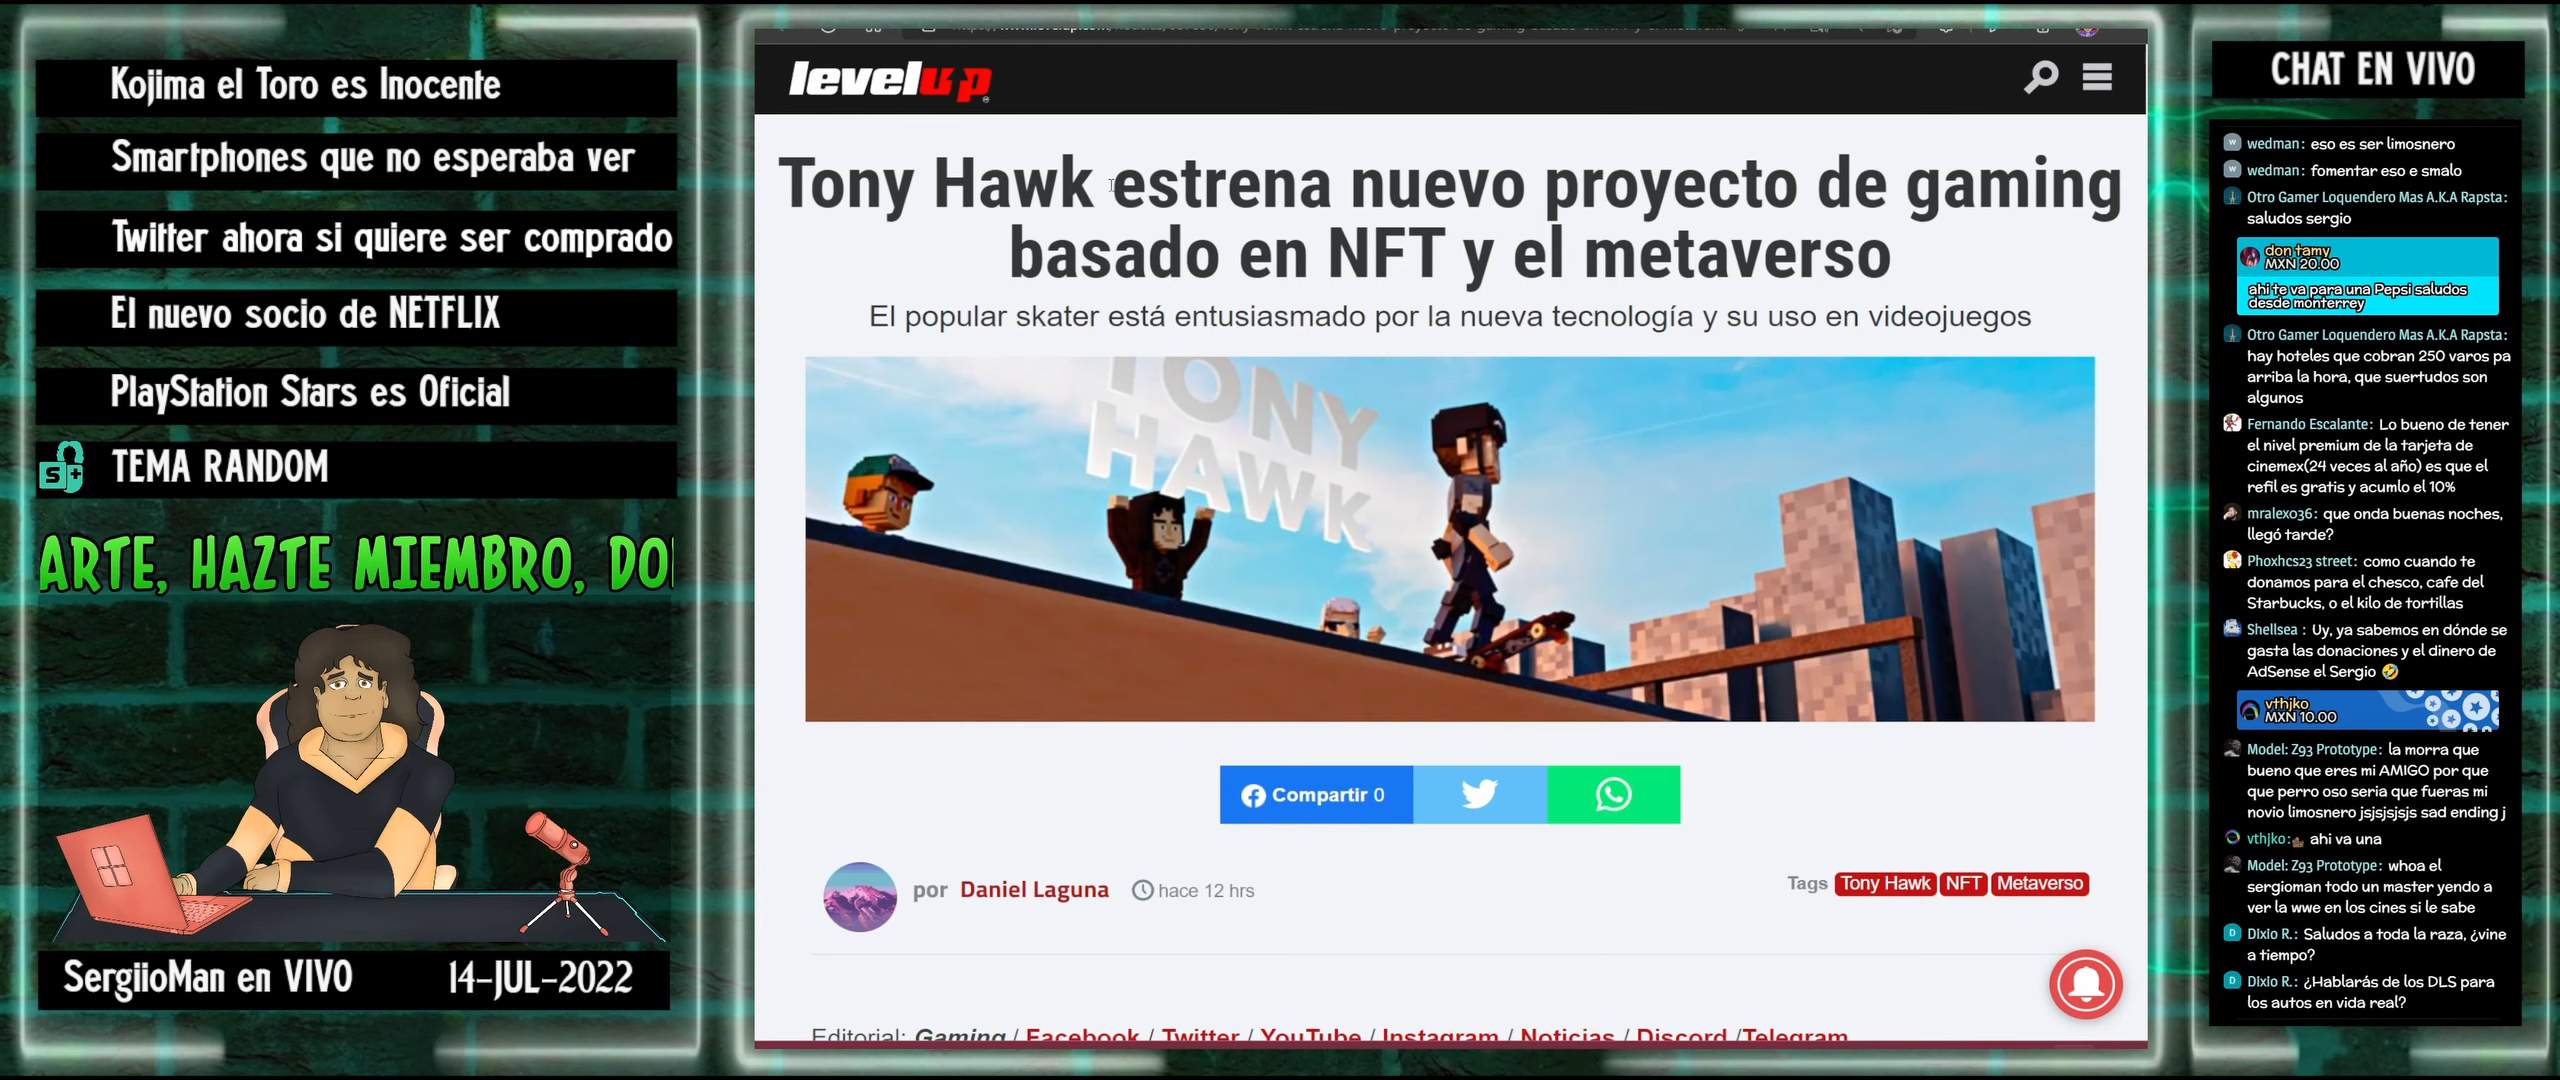 Kojima el Toro es Inocente
Smartphones que no esperaba ver
Twitter ahora si quiere ser comprado
El nuevo socio de NETFLIX
PlayStation Stars es Oficial
S+
TEMA RANDOM
ARTE, HAZTE MIEMBRO, DO
SergiioMan en VIVO
14-JUL-2022
levelup
Tony Hawk estrena nuevo proyecto de gaming
basado en NFT y el metaverso
El popular skater está entusiasmado por la nueva tecnología y su uso en videojuegos
TONY
HAWK
Compartir 0
por Daniel Laguna
hace 12 hrs
Tags Tony Hawk NFT Metaverso
Editorial: Gaming / Facebook / Twitter / YouTube / Instagram / Noticias / Discord /Telegram
CHAT EN VIVO
wedman: eso es ser limosnero
wedman: fomentar eso e smalo
Otro Gamer Loquendero Mas A.K.A Rapsta:
saludos sergio
don tamy
MXN 20.00
ahi te va para una Pepsi saludos
desde monterrey
Otro Gamer Loquendero Mas A.K.A Rapsta:
hay hoteles que cobran 250 varos pa
arriba la hora, que suertudos son
algunos
Fernando Escalante: Lo bueno de tener
el nivel premium de la tarjeta de
cinemex(24 veces al año) es que el
refil es gratis y acumlo el 10%
mralex036: que onda buenas noches,
llegó tarde?
Phoxhcs23 street: como cuando te
donamos para el chesco, cafe del
Starbucks, o el kilo de tortillas
Shellsea : Uy, ya sabemos en dónde se
gasta las donaciones y el dinero de
AdSense el Sergio 🤣
vthjko
MXN 10.00
Model: Z93 Prototype: la morra que
bueno que eres mi AMIGO por que
que perro oso seria que fueras mi
novio limosnero jsjsjsjsjs sad ending j
vthjko: ahi va una
Model: Z93 Prototype: whoa el
sergioman todo un master yendo a
ver la wwe en los cines si le sabe
D
Dixio R.: Saludos a toda la raza, ¿vine
a tiempo?
D
Dixio R.: ¿Hablarás de los DLS para
los autos en vida real?